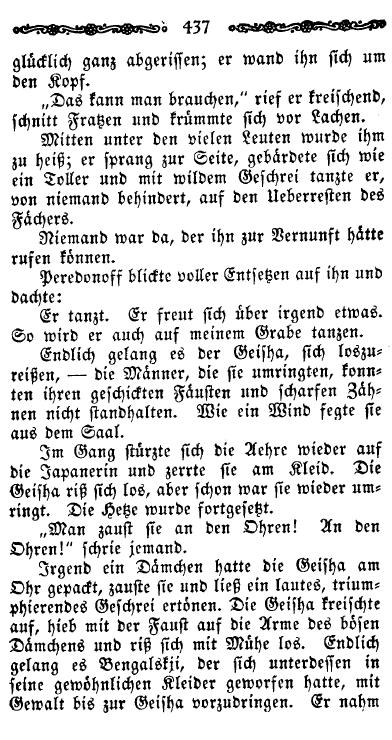 437
glücklich ganz abgerissen; er wand ihn sich um
den Kopf.
„Das kann man brauchen,“ rief er kreischend,
schnitt Fratzen und krümmte sich vor Lachen.
Mitten unter den vielen Leuten wurde ihm
zu heiß; er sprang zur Seite, gebärdete sich wie
ein Toller und mit wildem Geschrei tanzte er,
von niemand behindert, auf den Ueberresten des
Fächers.
Niemand war da, der ihn zur Vernunft hätte
rufen können.
Peredonoff blickte voller Entsetzen auf ihn und
dachte:
Er tanzt. Er freut sich über irgend etwas.
So wird er auch auf meinem Grabe tanzen.
Endlich gelang es der Geisha, sich loszu-
reißen, — die Männer, die sie umringten, konn-
ten ihren geschickten Fäusten und scharfen Zäh-
nen nicht standhalten. Wie ein Wind fegte sie
aus dem Saal.
Im Gang stürzte sich die Aehre wieder auf
die Japanerin und zerrte sie am Kleid. Die
Geisha riß sich los, aber schon war sie wieder um-
ringt. Die Hetze wurde fortgesetzt.
„Man zaust sie an den Ohren! An den
Ohren!“ schrie jemand.
Irgend ein Dämchen hatte die Geisha am
Ohr gepackt, zauste sie und ließ ein lautes, trium-
phierendes Geschrei ertönen. Die Geisha kreischte
auf, hieb mit der Faust auf die Arme des bösen
Dämchens und riß sich mit Mühe los. Endlich
gelang es Bengalskji, der sich unterdessen in
seine gewöhnlichen Kleider geworfen hatte, mit
Gewalt bis zur Geisha vorzudringen. Er nahm